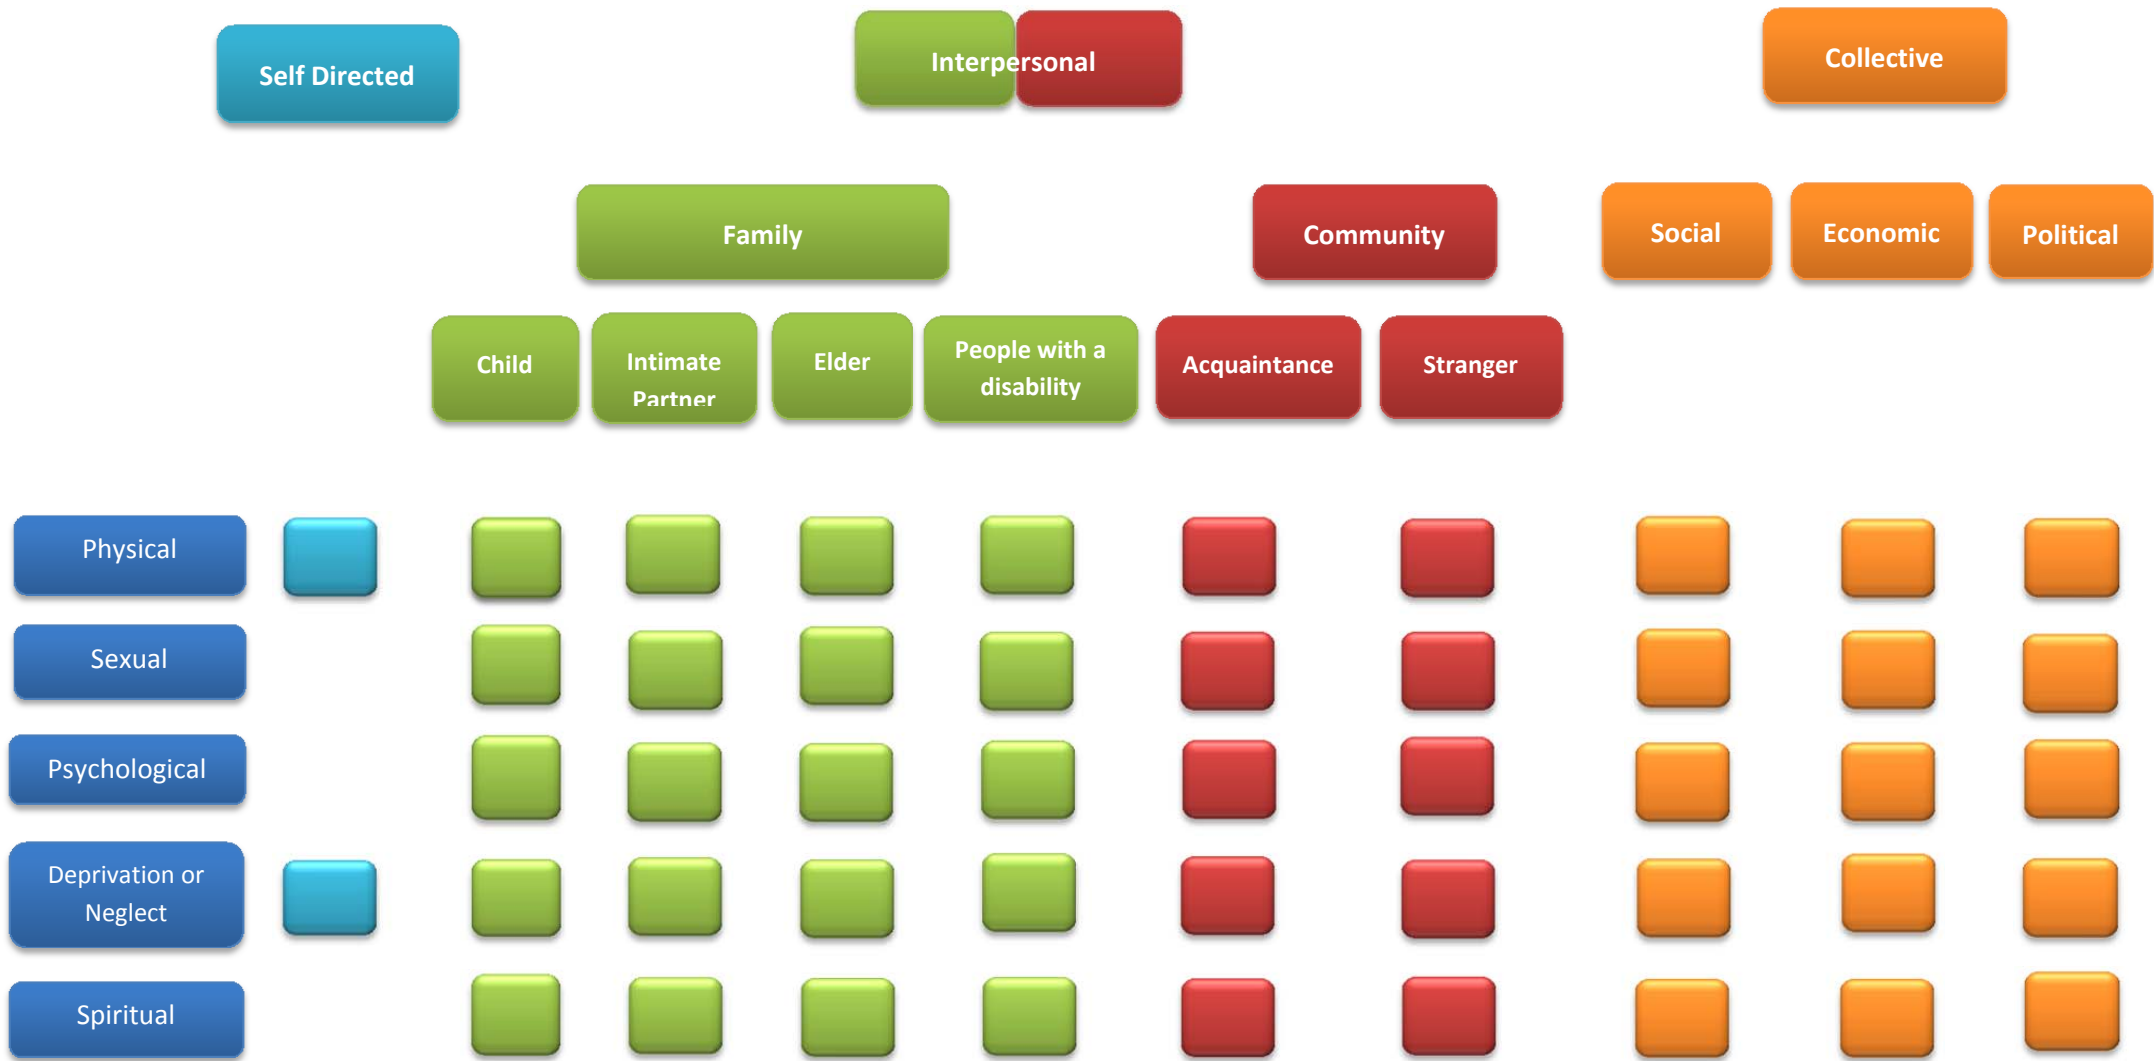 Self Directed
Interpersonal
Collective
Family
Community
Social
Economic
Political
Child
Intimate
Partner
Elder
People with a
disability
Acquaintance
Stranger
Physical
Sexual
Psychological
Deprivation or
Neglect
Spiritual